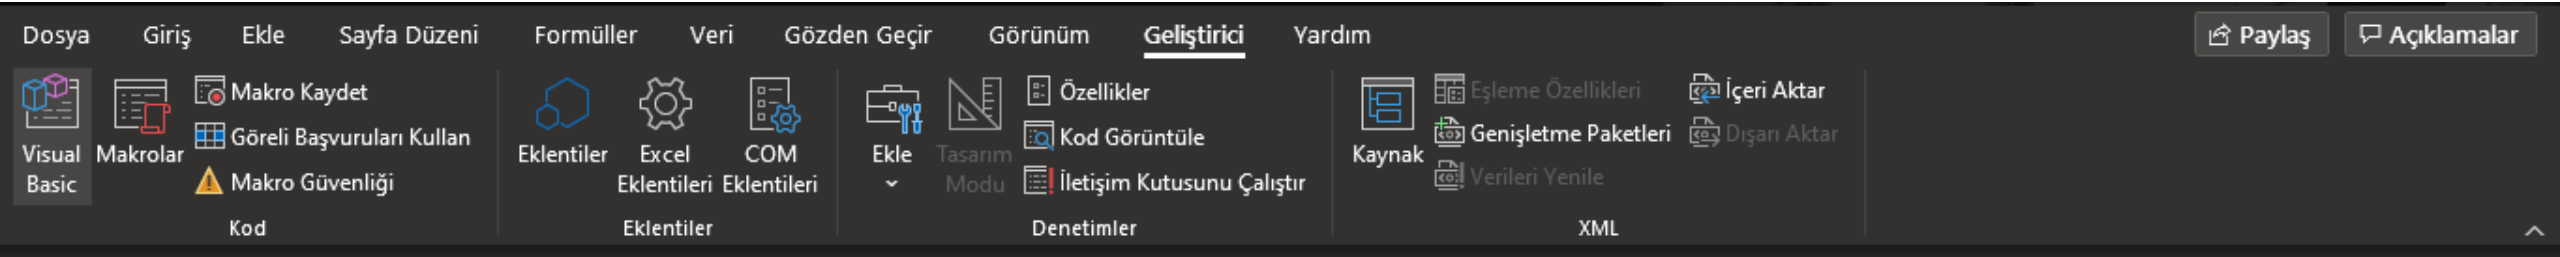 Dosya Giriş Ekle Sayfa Düzeni Formüller Veri Gözden Geçir Görünüm Geliştirici Yardım Paylaş Açıklamalar
Visual Basic
Makrolar
Makro Kaydet
Göreli Başvuruları Kullan
Makro Güvenliği
Kod
Eklentiler
Excel Eklentileri
COM Eklentileri
Eklentiler
Ekle
Tasarım Modu
Özellikler
Kod Görüntüle
İletişim Kutusunu Çalıştır
Denetimler
Kaynak
Eşleme Özellikleri
Genişletme Paketleri
Verileri Yenile
İçeri Aktar
Dışarı Aktar
XML